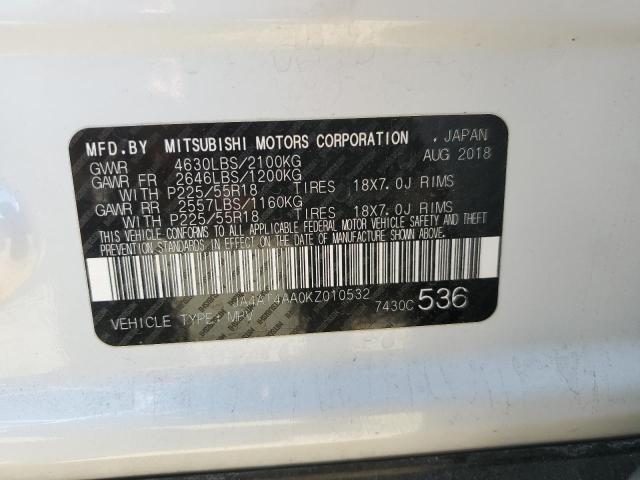 MFD.BY MITSUBISHI MOTORS CORPORATION , JAPAN
GVWR 4630LBS/2100KG AUG 2018
GAWR FR 2646LBS/1200KG
WITH P225/55R18 TIRES 18X7.0J RIMS
GAWR RR 2557LBS/1160KG
WITH P225/55R18 TIRES 18X7.0J RIMS
THIS VEHICLE CONFORMS TO ALL APPLICABLE FEDERAL MOTOR VEHICLE SAFETY AND THEFT
PREVENTION STANDARDS IN EFFECT ON THE DATE OF MANUFACTURE SHOWN ABOVE.
JA4AT4AA0KZ010532
7430C 536
VEHICLE TYPE: MPV